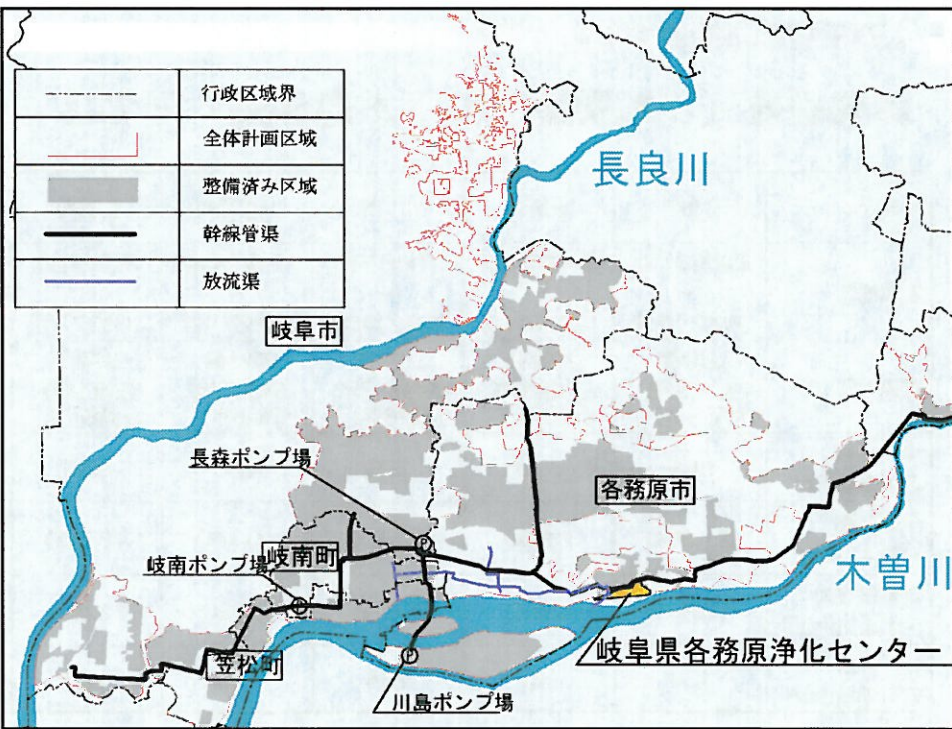 行政区域界
全体計画区域
整備済み区域
幹線管渠
放流渠
長良川
岐阜市
長森ポンプ場
各務原市
岐南ポンプ場
岐南町
P
木曽川
P
笠松町
P
岐阜県各務原浄化センター
川島ポンプ場